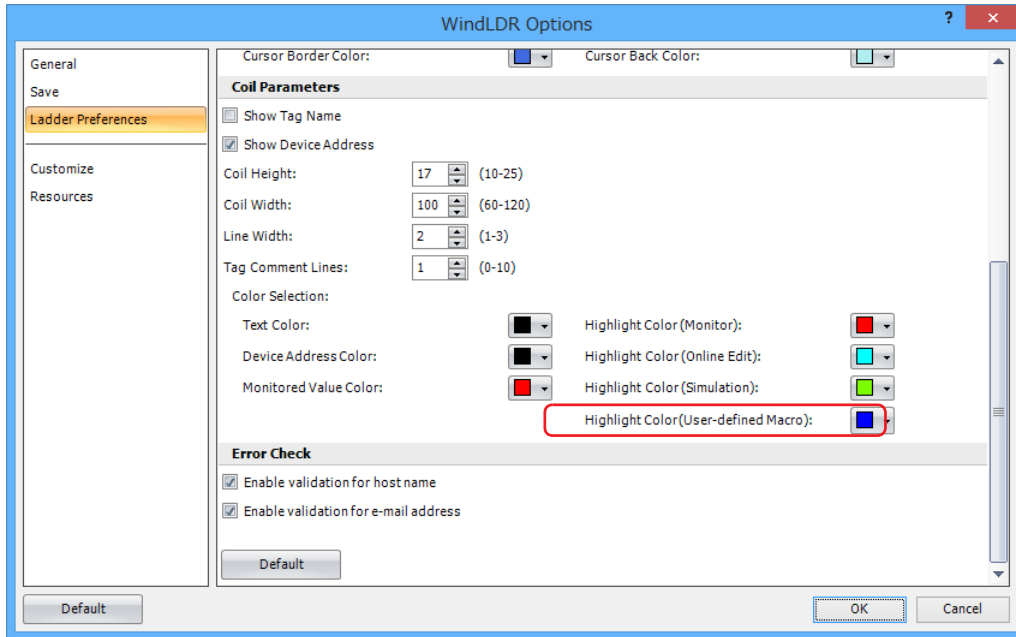 WindLDR Options
?
×
General
Save
Ladder Preferences
Customize
Resources
Cursor Border Color: Cursor Back Color:
Coil Parameters
Show Tag Name
Show Device Address
Coil Height: 17 (10-25)
Coil Width: 100 (60-120)
Line Width: 2 (1-3)
Tag Comment Lines: 1 (0-10)
Color Selection:
Text Color: Highlight Color(Monitor):
Device Address Color: Highlight Color(Online Edit):
Monitored Value Color: Highlight Color(Simulation):
Highlight Color(User-defined Macro):
Error Check
Enable validation for host name
Enable validation for e-mail address
Default
Default OK Cancel